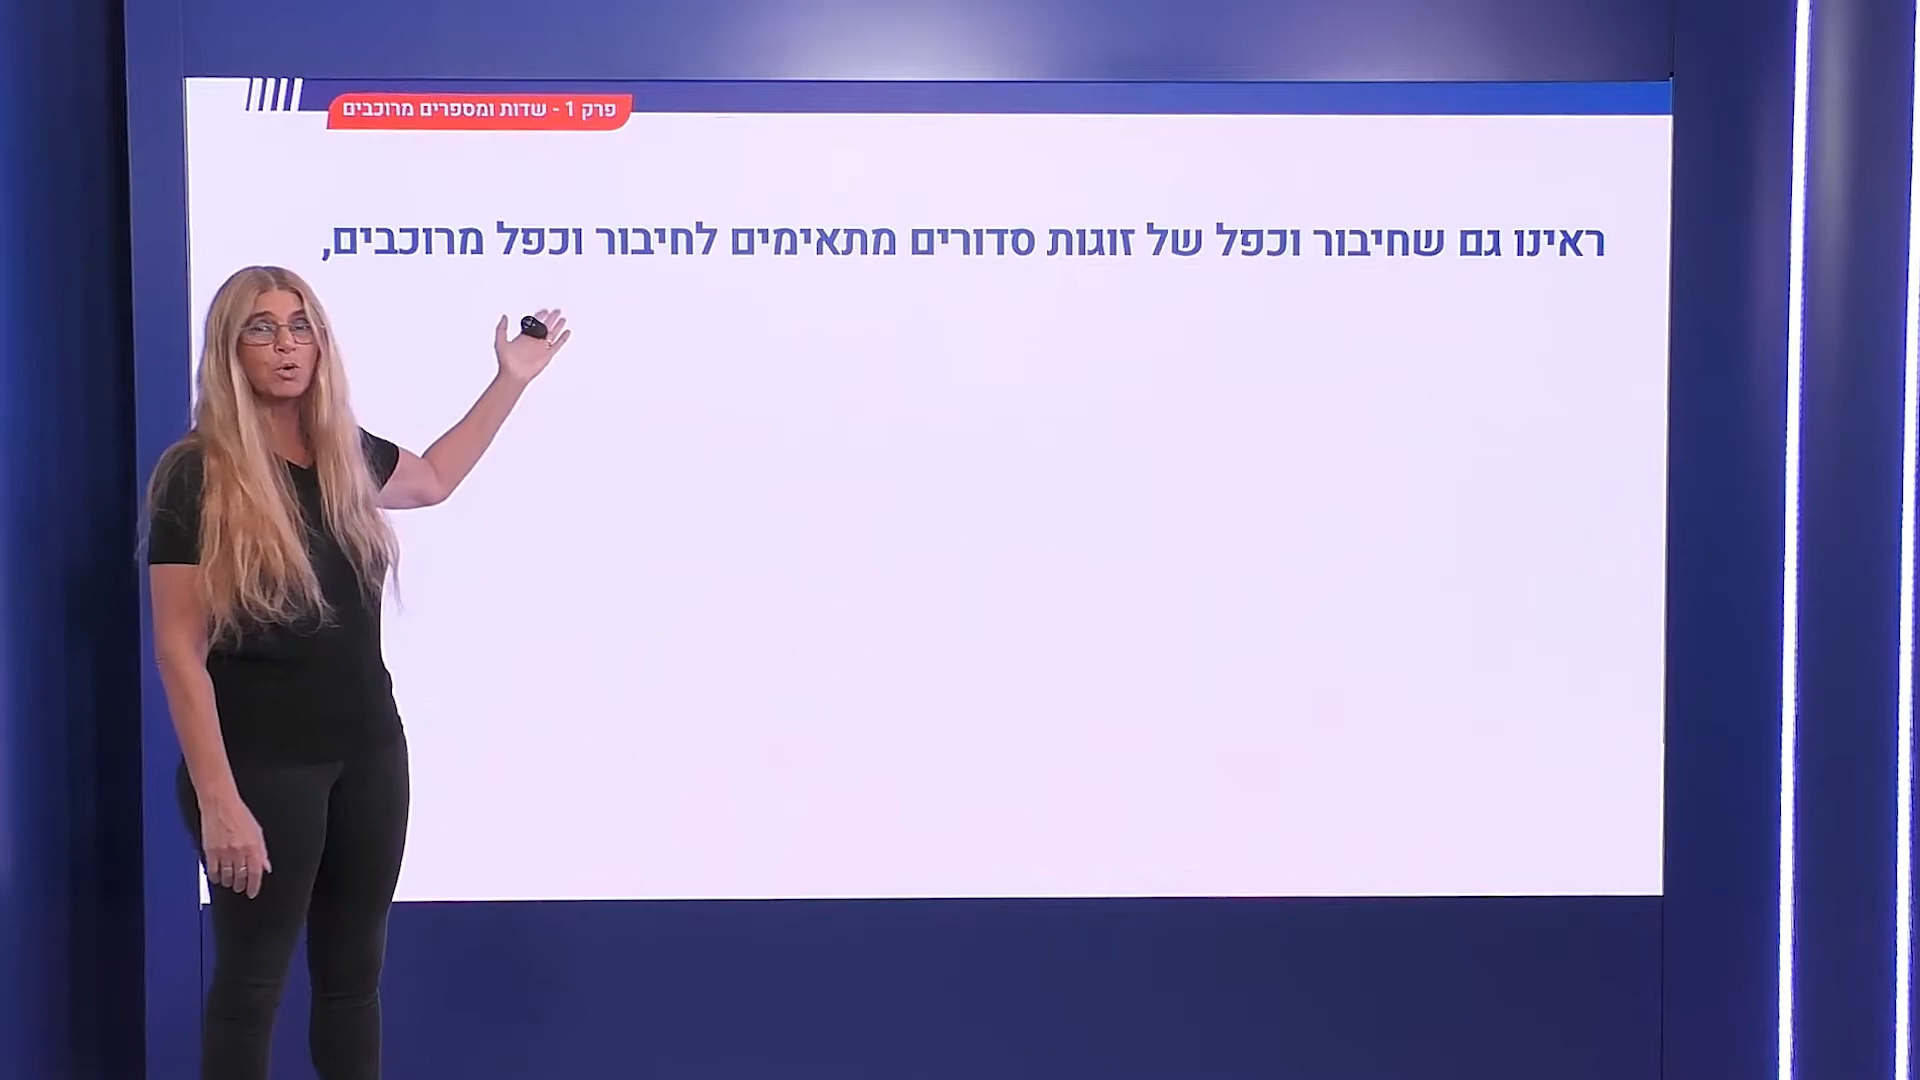 פרק 1 - שדות ומספרים מרוכבים
ראינו גם שחיבור וכפל של זוגות סדורים מתאימים לחיבור וכפל מרוכבים,